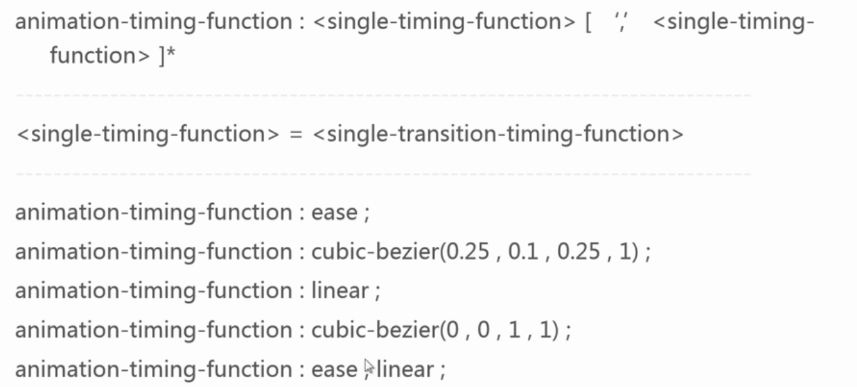 animation-timing-function : <single-timing-function> [ ‘,’ <single-timing-
function> ]*
<single-timing-function> = <single-transition-timing-function>
animation-timing-function : ease ;
animation-timing-function : cubic-bezier(0.25 , 0.1 , 0.25 , 1) ;
animation-timing-function : linear ;
animation-timing-function : cubic-bezier(0 , 0 , 1 , 1) ;
animation-timing-function : ease , linear ;